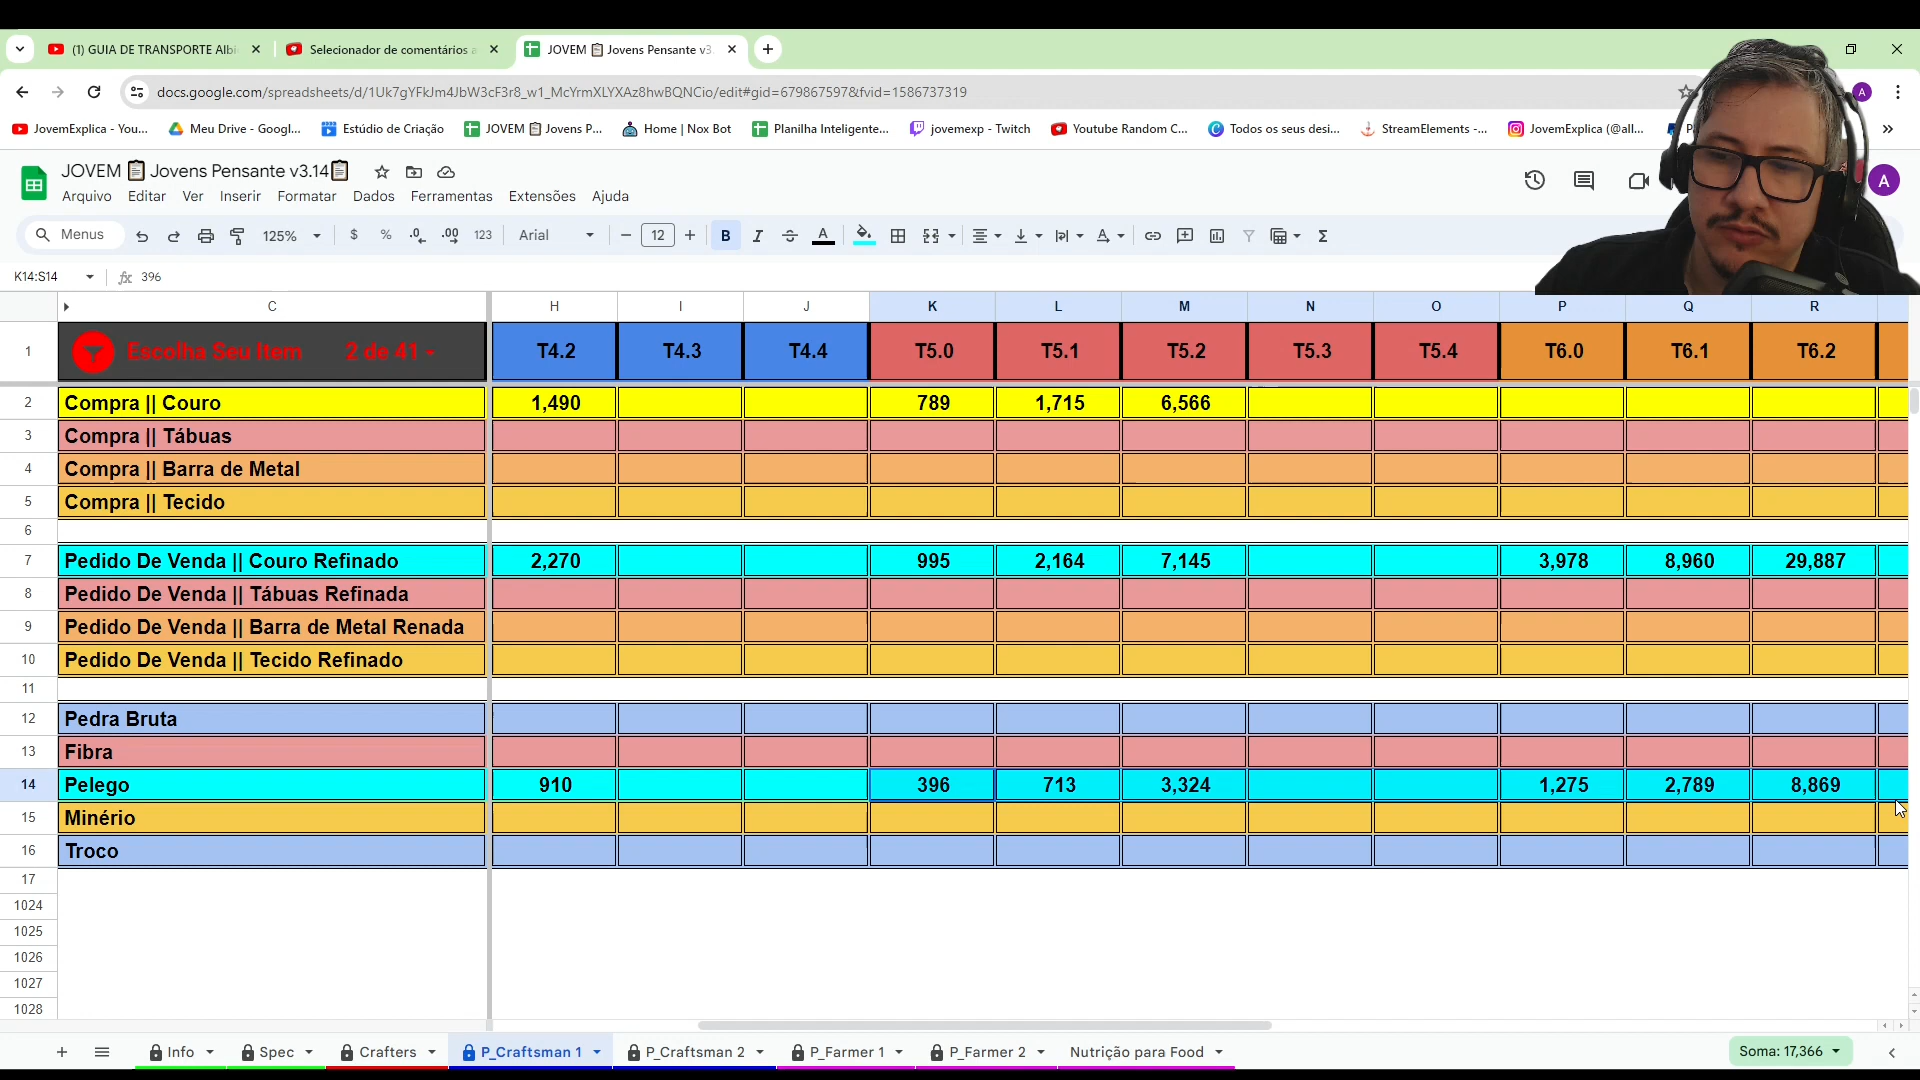 (1) GUIA DE TRANSPORTE Albi
Selecionador de comentários a
JOVEM 📋 Jovens Pensante v3.
docs.google.com/spreadsheets/d/1Uk7gYFkJm4JbW3cF3r8_w1_McYrmXLYXAz8hwBQNCio/edit#gid=679867597&fvid=1586737319
A
JovemExplica - You...
Meu Drive - Googl...
Estúdio de Criação
JOVEM 📋 Jovens P...
Home | Nox Bot
Planilha Inteligente...
jovemexp - Twitch
Youtube Random C...
Todos os seus desi...
StreamElements -...
JovemExplica (@all...
JOVEM 📋 Jovens Pensante v3.14📋
Arquivo Editar Ver Inserir Formatar Dados Ferramentas Extensões Ajuda
A
Menus 125% $ % .0 .00 123 Arial 12 B I A Σ
K14:S14 fx 396
C H I J K L M N O P Q R
1 Escolha Seu Item 2 de 41 - T4.2 T4.3 T4.4 T5.0 T5.1 T5.2 T5.3 T5.4 T6.0 T6.1 T6.2
2 Compra || Couro 1,490 789 1,715 6,566
3 Compra || Tábuas
4 Compra || Barra de Metal
5 Compra || Tecido
6
7 Pedido De Venda || Couro Refinado 2,270 995 2,164 7,145 3,978 8,960 29,887
8 Pedido De Venda || Tábuas Refinada
9 Pedido De Venda || Barra de Metal Renada
10 Pedido De Venda || Tecido Refinado
11
12 Pedra Bruta
13 Fibra
14 Pelego 910 396 713 3,324 1,275 2,789 8,869
15 Minério
16 Troco
17
1024
1025
1026
1027
1028
Info Spec Crafters P_Craftsman 1 P_Craftsman 2 P_Farmer 1 P_Farmer 2 Nutrição para Food Soma: 17,366